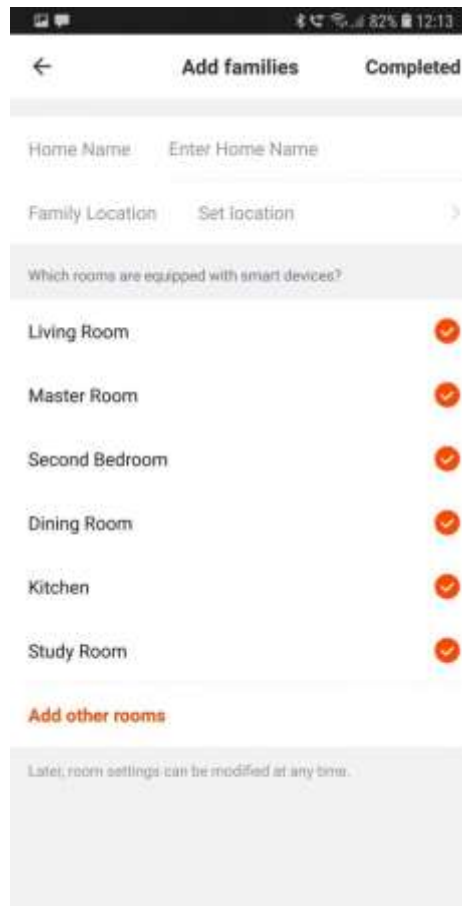 82% 12:13
Add families Completed
Home Name Enter Home Name
Family Location Set location
Which rooms are equipped with smart devices?
Living Room
Master Room
Second Bedroom
Dining Room
Kitchen
Study Room
Add other rooms
Later, room settings can be modified at any time.